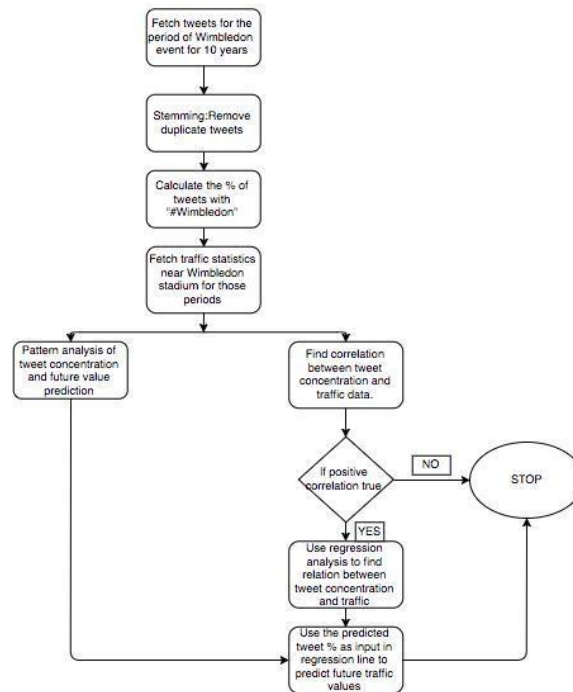 Fetch tweets for the
period of Wimbledon
event for 10 years
Stemming:Remove
duplicate tweets
Calculate the % of
tweets with
"#Wimbledon"
Fetch traffic statistics
near Wimbledon
stadium for those
periods
Pattern analysis of
tweet concentration
and future value
prediction
Find correlation
between tweet
concentration and
traffic data.
If positive
correlation true
NO
STOP
YES
Use regression
analysis to find
relation between
tweet concentration
and traffic
Use the predicted
tweet % as input in
regression line to
predict future traffic
values